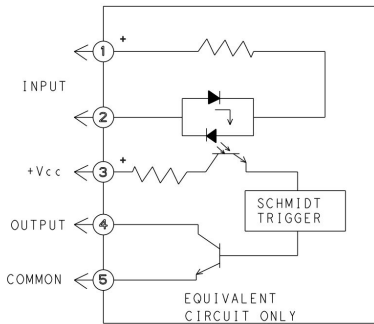 1
+
INPUT
2
+Vcc
3
+
OUTPUT
4
COMMON
5
SCHMIDT
TRIGGER
EQUIVALENT
CIRCUIT ONLY